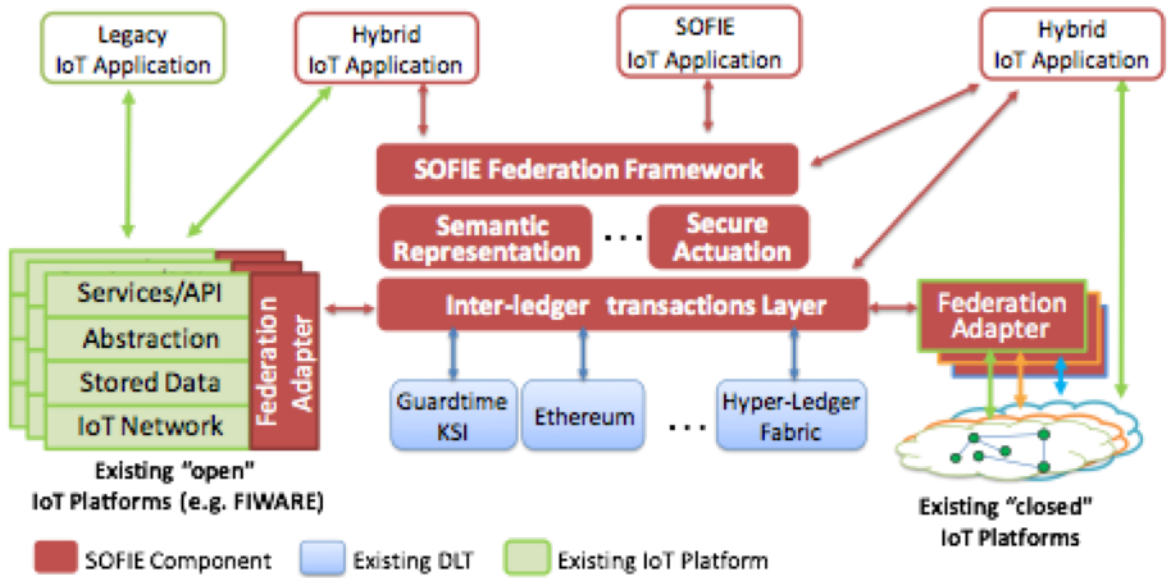 Legacy
IoT Application
Hybrid
IoT Application
SOFIE
IoT Application
Hybrid
IoT Application
SOFIE Federation Framework
Semantic
Representation
...
Secure
Actuation
Inter-ledger transactions Layer
Services/API
Abstraction
Stored Data
IoT Network
Federation
Adapter
Federation
Adapter
Guardtime
KSI
Ethereum
...
Hyper-Ledger
Fabric
Existing “open"
IoT Platforms (e.g. FIWARE)
Existing “closed"
IoT Platforms
SOFIE Component
Existing DLT
Existing IoT Platform